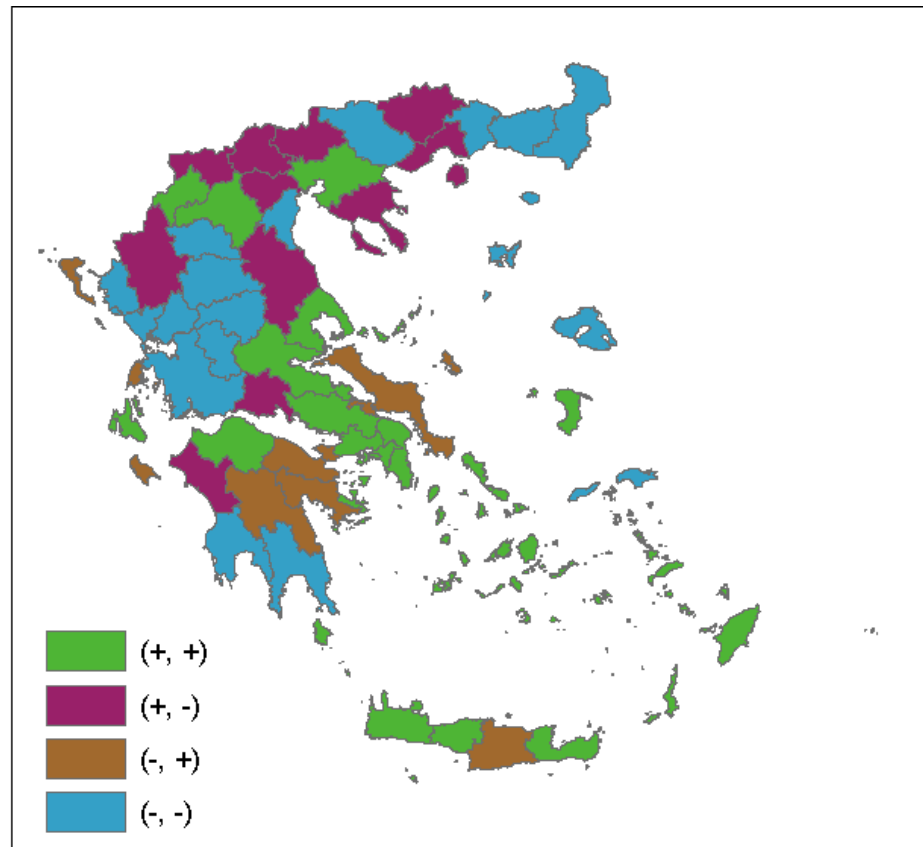 (+, +)
(+, -)
(-, +)
(-, -)